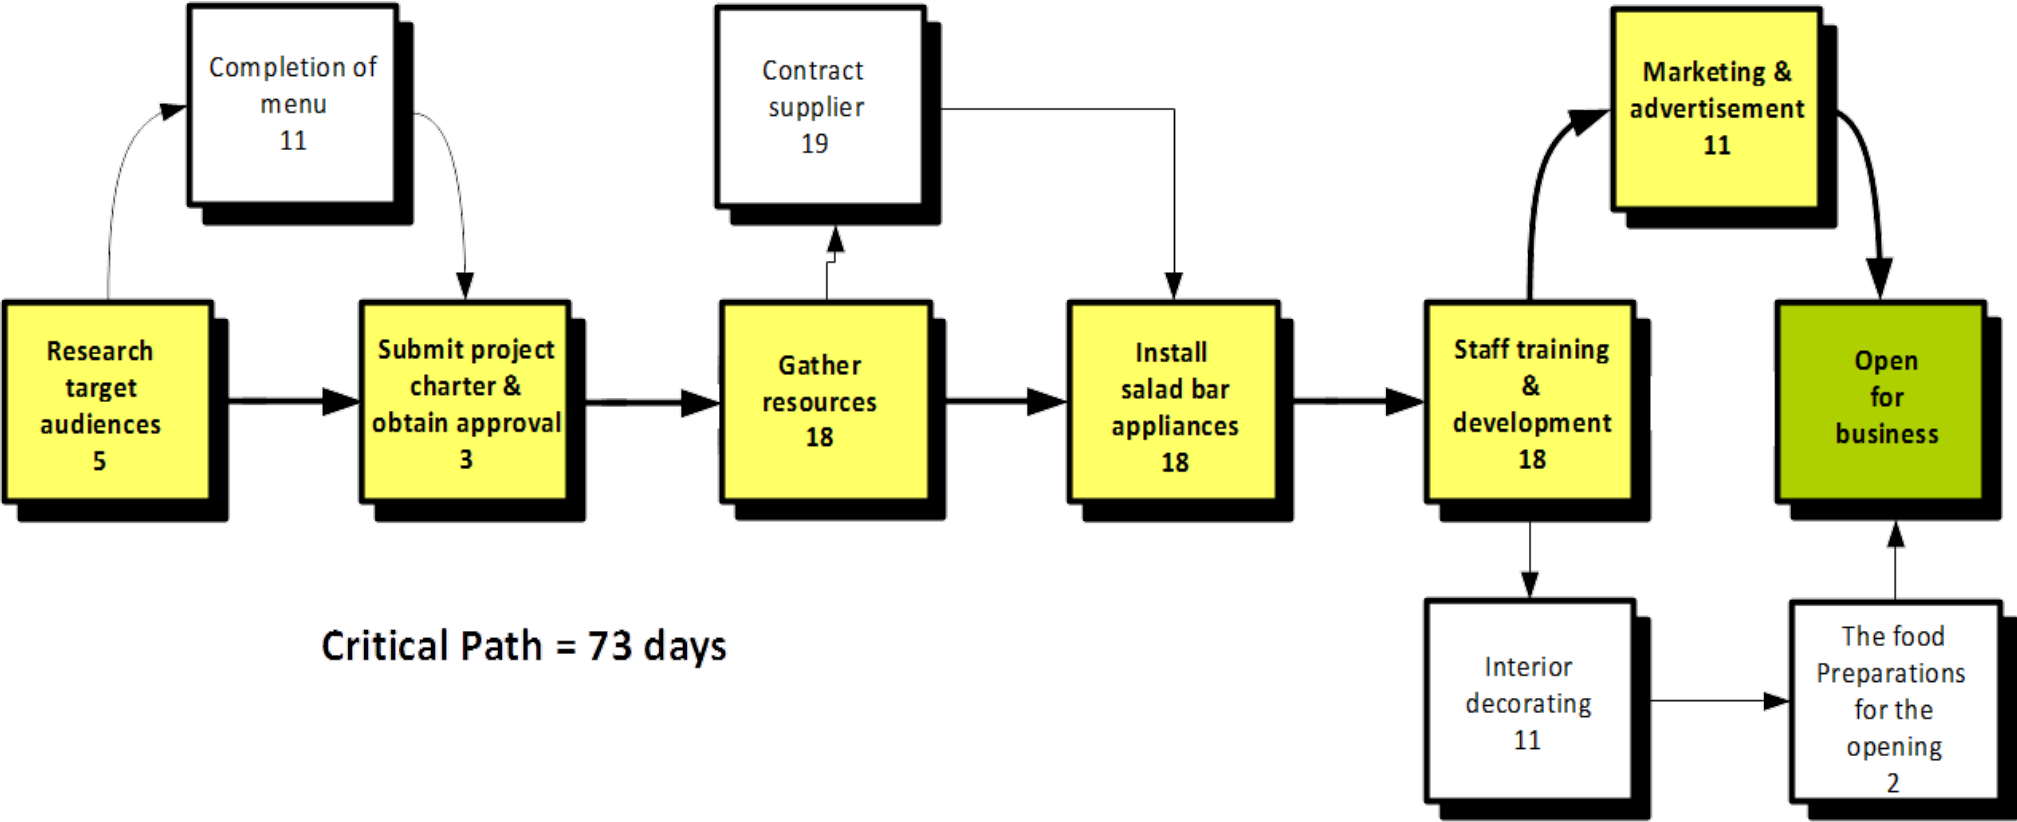 Completion of
menu
11
Contract
supplier
19
Marketing &
advertisement
11
Research
target
audiences
5
Submit project
charter &
obtain approval
3
Gather
resources
18
Install
salad bar
appliances
18
Staff training
&
development
18
Open
for
business
Critical Path = 73 days
Interior
decorating
11
The food
Preparations
for the
opening
2